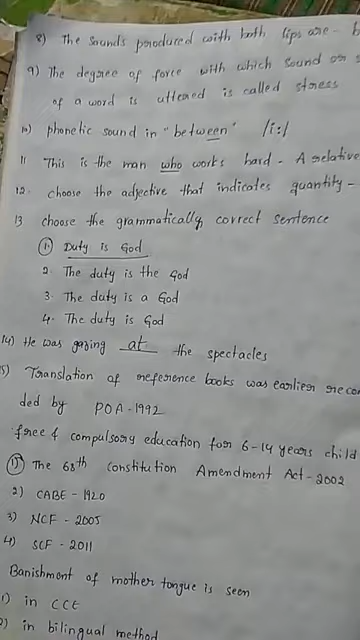 8) The sounds produced with both lips are - b
9) The degree of force with which sound or s
of a word is uttered is called stress
10) phonetic sound in "between" /i:/
11 This is the man who works hard - A relative
12. choose the adjective that indicates quantity -
13 choose the grammatically correct sentence
1. Duty is God
2. The duty is the God
3. The duty is a God
4. The duty is God
14) He was gazing at the spectacles
5) Translation of reference books was earlier recom
ded by POA-1992
free & compulsory education for 6-14 years child
1) The 68th constitution Amendment Act - 2002
2) CABE - 1920
3) NCF - 2005
4) SCF - 2011
Banishment of mother tongue is seen
1) in CCE
2) in bilingual method